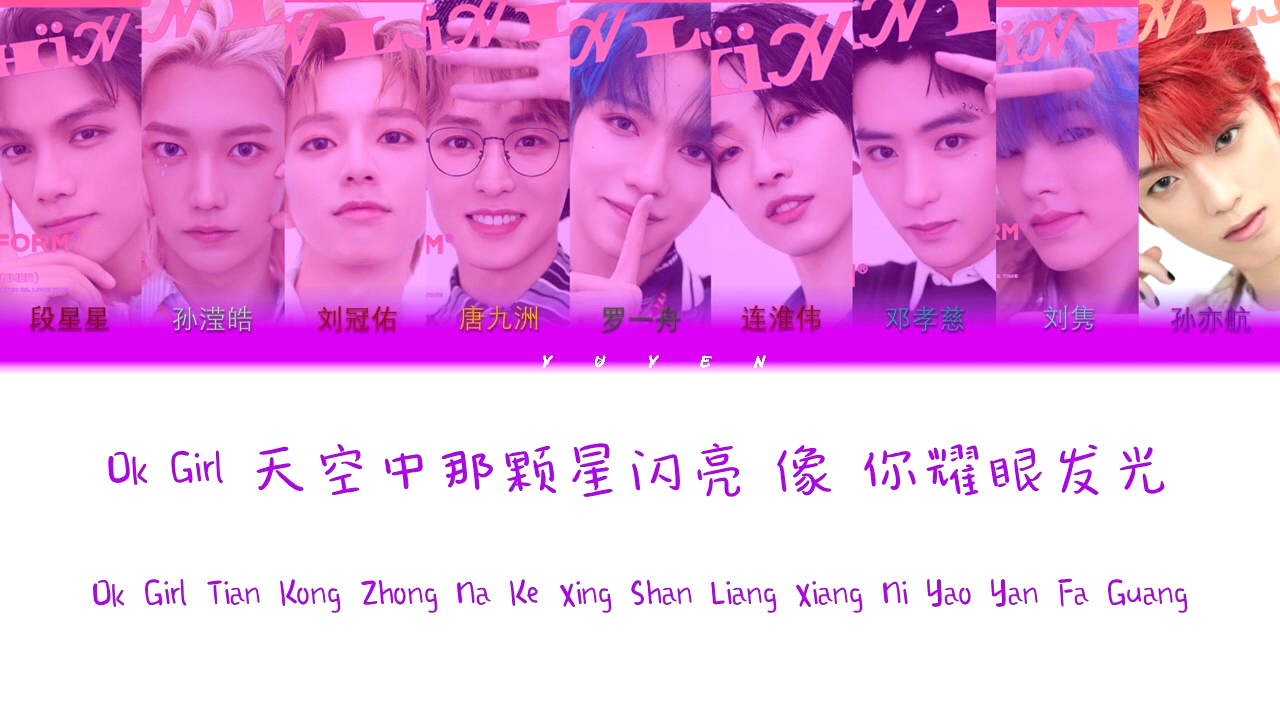 FORM®
段星星 孙滢皓 刘冠佑 唐九洲 罗一舟 连淮伟 邓孝慈 刘隽 孙亦航
YUYEN
Ok Girl 天空中那颗星闪亮 像 你耀眼发光
Ok Girl Tian Kong Zhong Na Ke Xing Shan Liang Xiang Ni Yao Yan Fa Guang